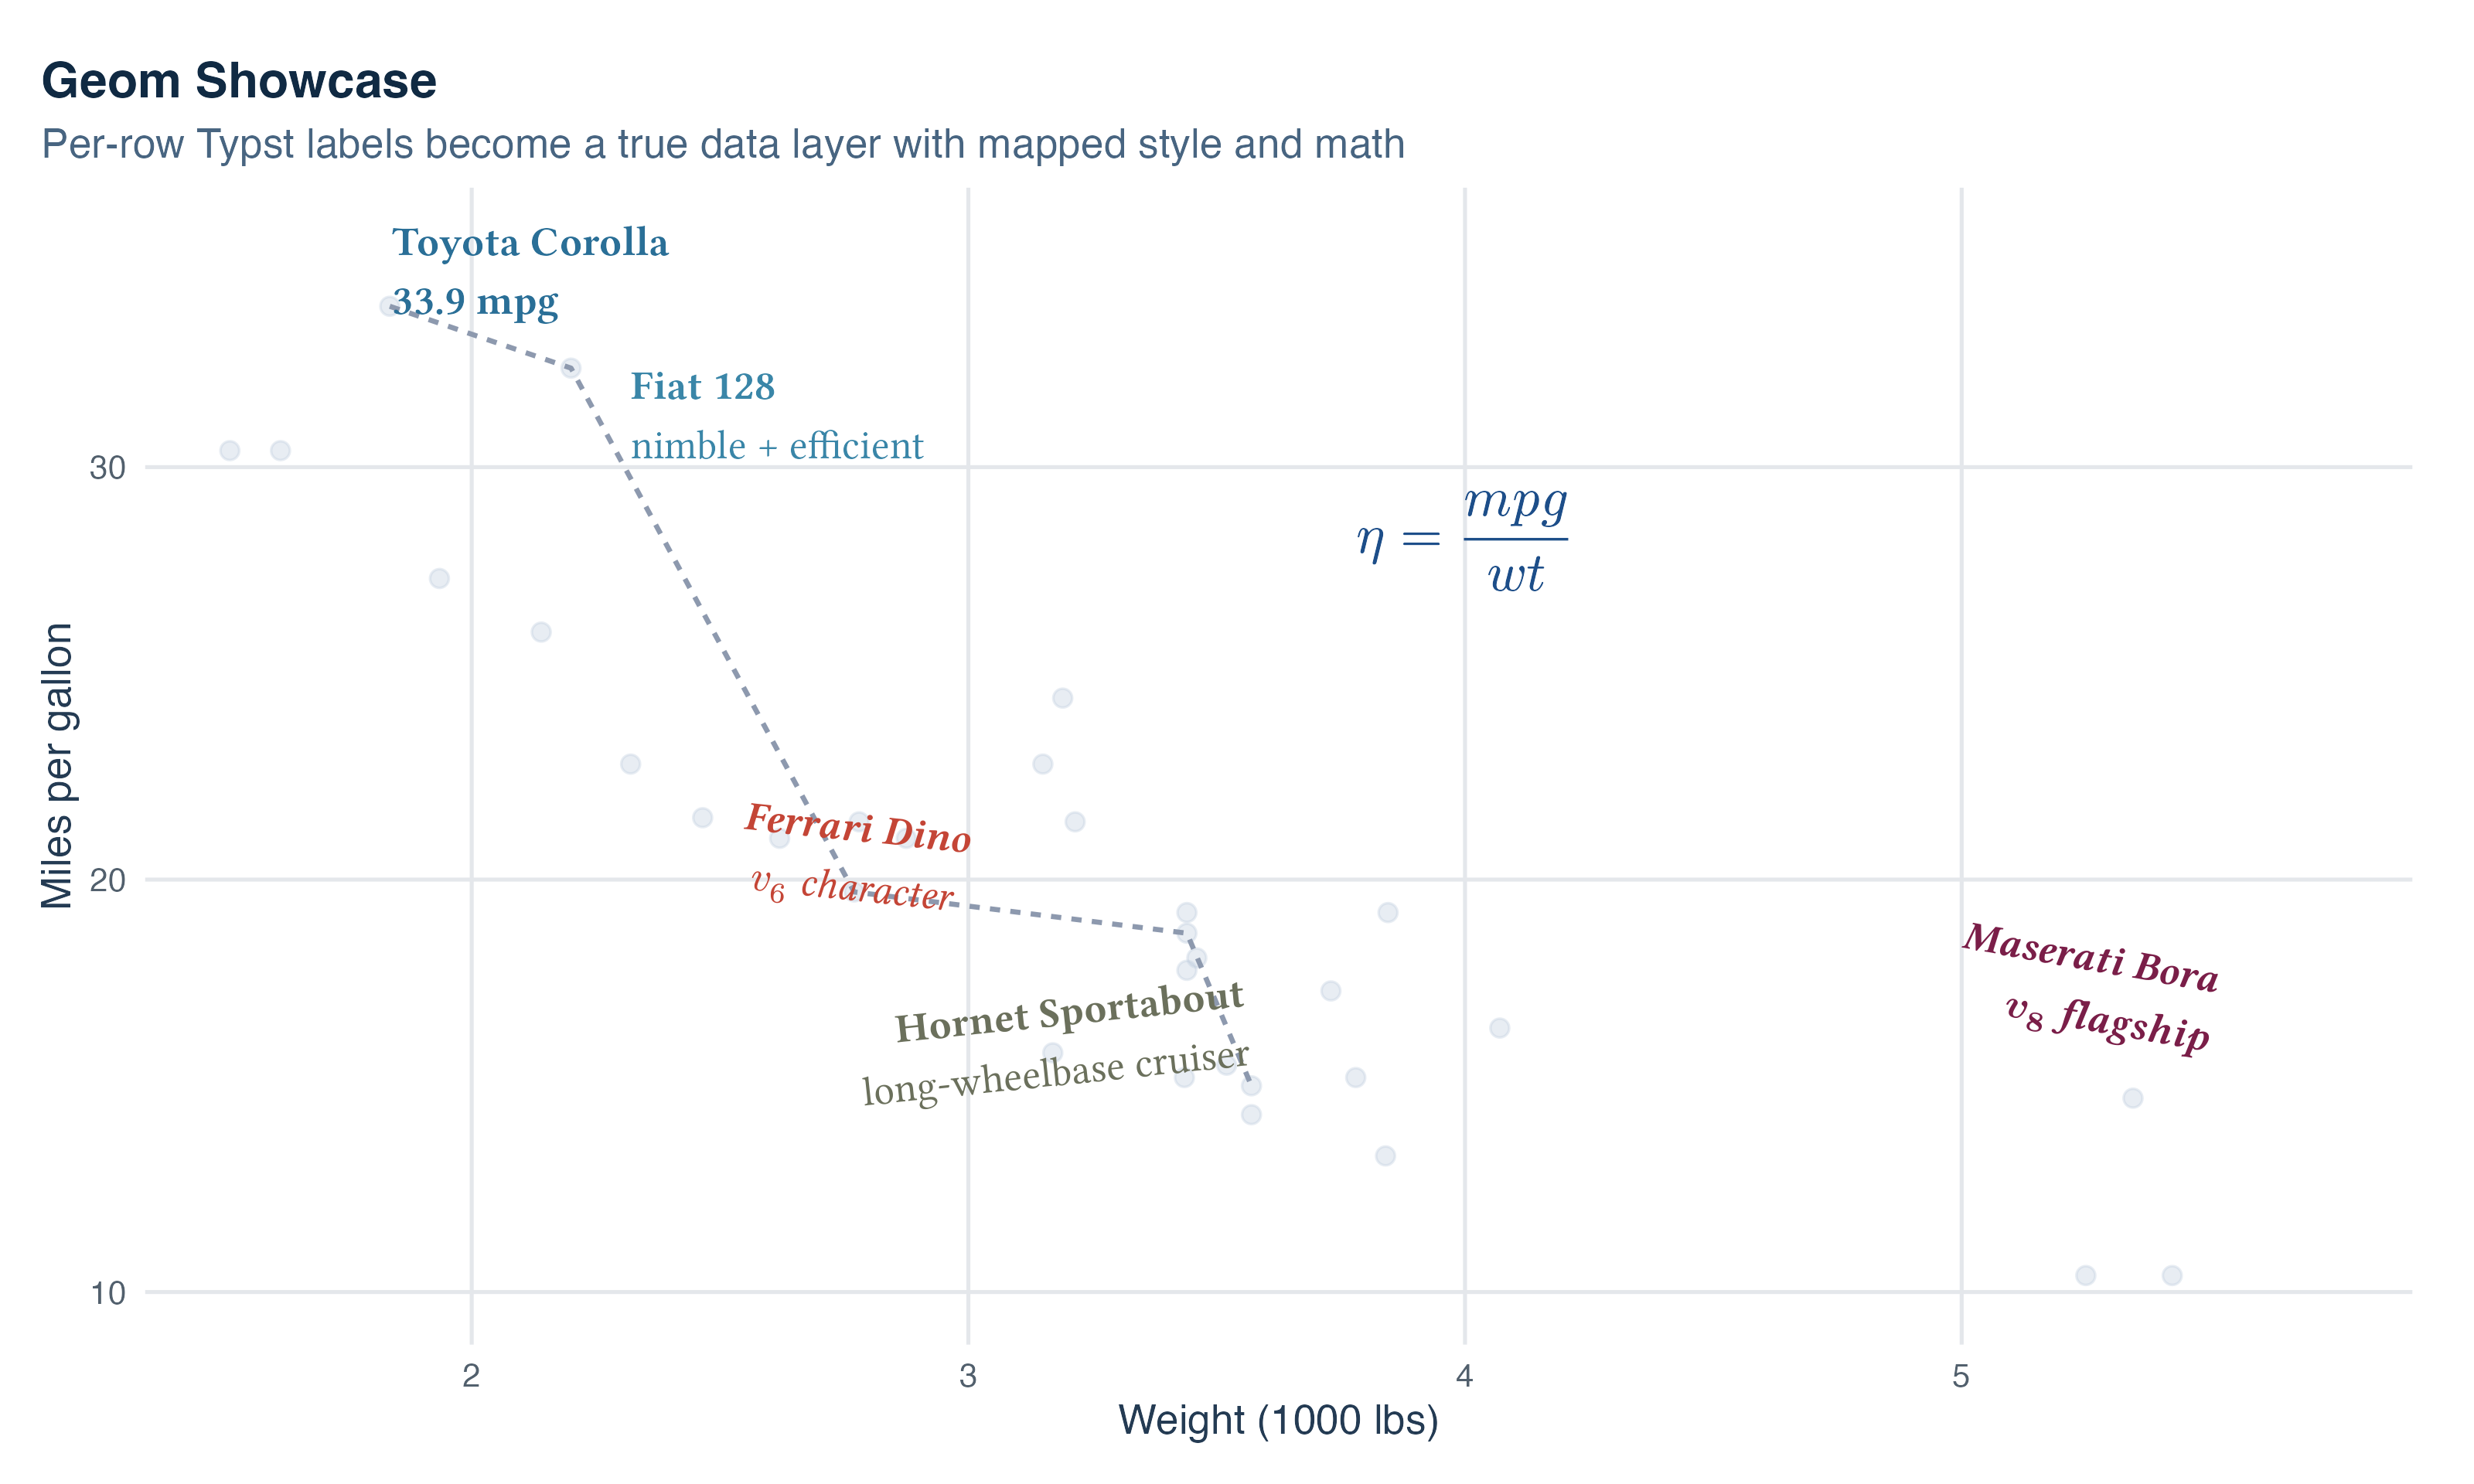 Geom Showcase
Per-row Typst labels become a true data layer with mapped style and math
Toyota Corolla
33.9 mpg
Fiat 128
nimble + efficient
η = mpg/wt
Ferrari Dino
v₆ character
Hornet Sportabout
long-wheelbase cruiser
Maserati Bora
v₈ flagship
Miles per gallon
30
20
10
2 3 4 5
Weight (1000 lbs)